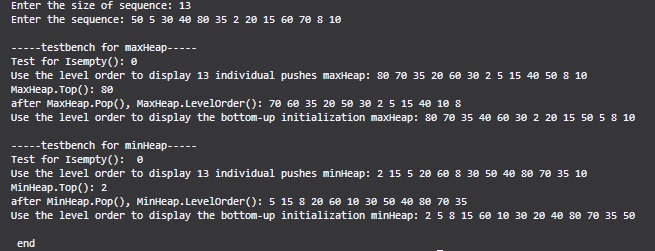 Enter the size of sequence: 13
Enter the sequence: 50 5 30 40 80 35 2 20 15 60 70 8 10
-----testbench for maxHeap-----
Test for Isempty(): 0
Use the level order to display 13 individual pushes maxHeap: 80 70 35 20 60 30 2 5 15 40 50 8 10
MaxHeap.Top(): 80
after MaxHeap.Pop(), MaxHeap.LevelOrder(): 70 60 35 20 50 30 2 5 15 40 10 8
Use the level order to display the bottom-up initialization maxHeap: 80 70 35 40 60 30 2 20 15 50 5 8 10
-----testbench for minHeap-----
Test for Isempty():  0
Use the level order to display 13 individual pushes minHeap: 2 15 5 20 60 8 30 50 40 80 70 35 10
MinHeap.Top(): 2
after MinHeap.Pop(), MinHeap.LevelOrder(): 5 15 8 20 60 10 30 50 40 80 70 35
Use the level order to display the bottom-up initialization minHeap: 2 5 8 15 60 10 30 20 40 80 70 35 50
end